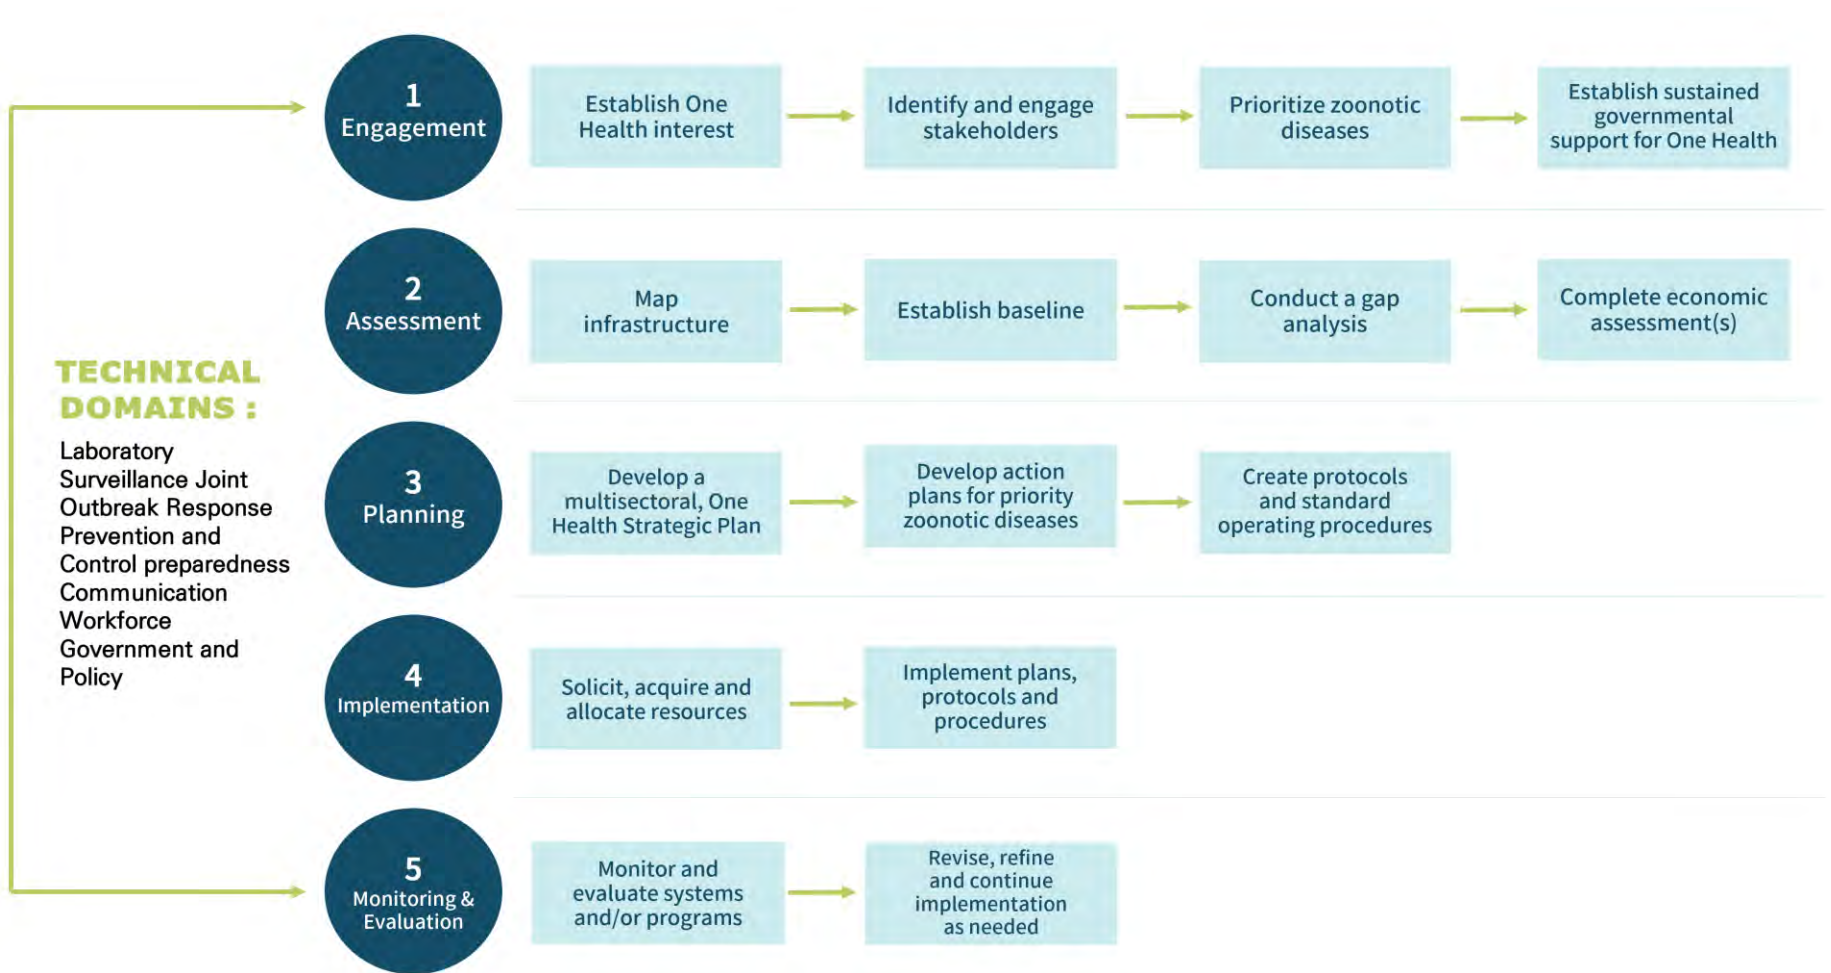 1
Engagement
Establish One
Health interest
Identify and engage
stakeholders
Prioritize zoonotic
diseases
Establish sustained
governmental
support for One Health
2
Assessment
Map
infrastructure
Establish baseline
Conduct a gap
analysis
Complete economic
assessment(s)
TECHNICAL
DOMAINS :
Laboratory
Surveillance Joint
Outbreak Response
Prevention and
Control preparedness
Communication
Workforce
Government and
Policy
3
Planning
Develop a
multisectoral, One
Health Strategic Plan
Develop action
plans for priority
zoonotic diseases
Create protocols
and standard
operating procedures
4
Implementation
Solicit, acquire and
allocate resources
Implement plans,
protocols and
procedures
5
Monitoring &
Evaluation
Monitor and
evaluate systems
and/or programs
Revise, refine
and continue
implementation
as needed